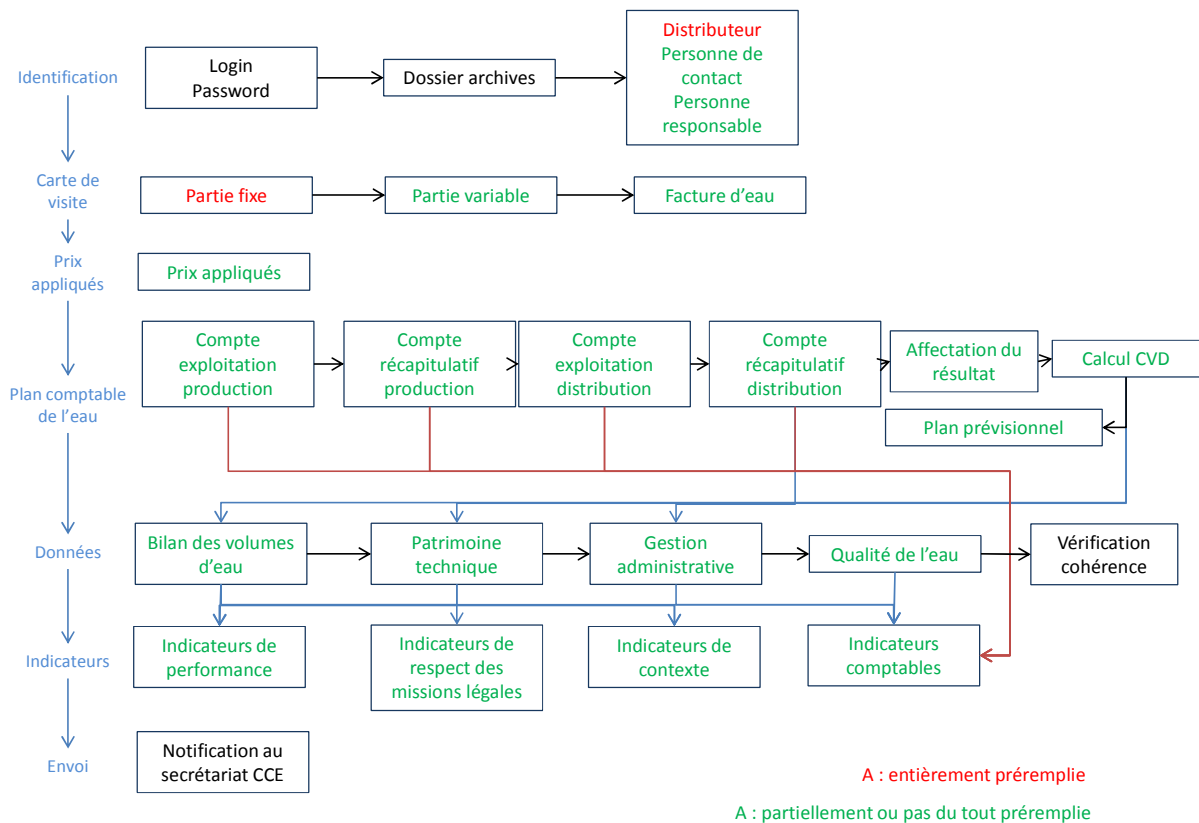 Identification
Login
Password
Dossier archives
Distributeur
Personne de
contact
Personne
responsable
Carte de
visite
Partie fixe
Partie variable
Facture d'eau
Prix
appliqués
Prix appliqués
Plan comptable
de l'eau
Compte
exploitation
production
Compte
récapitulatif
production
Compte
exploitation
distribution
Compte
récapitulatif
distribution
Affectation du
résultat
Calcul CVD
Plan prévisionnel
Données
Bilan des volumes
d'eau
Patrimoine
technique
Gestion
administrative
Qualité de l'eau
Vérification
cohérence
Indicateurs
Indicateurs de
performance
Indicateurs de
respect des
missions légales
Indicateurs de
contexte
Indicateurs
comptables
Envoi
Notification au
secrétariat CCE
A : entièrement préremplie
A : partiellement ou pas du tout préremplie